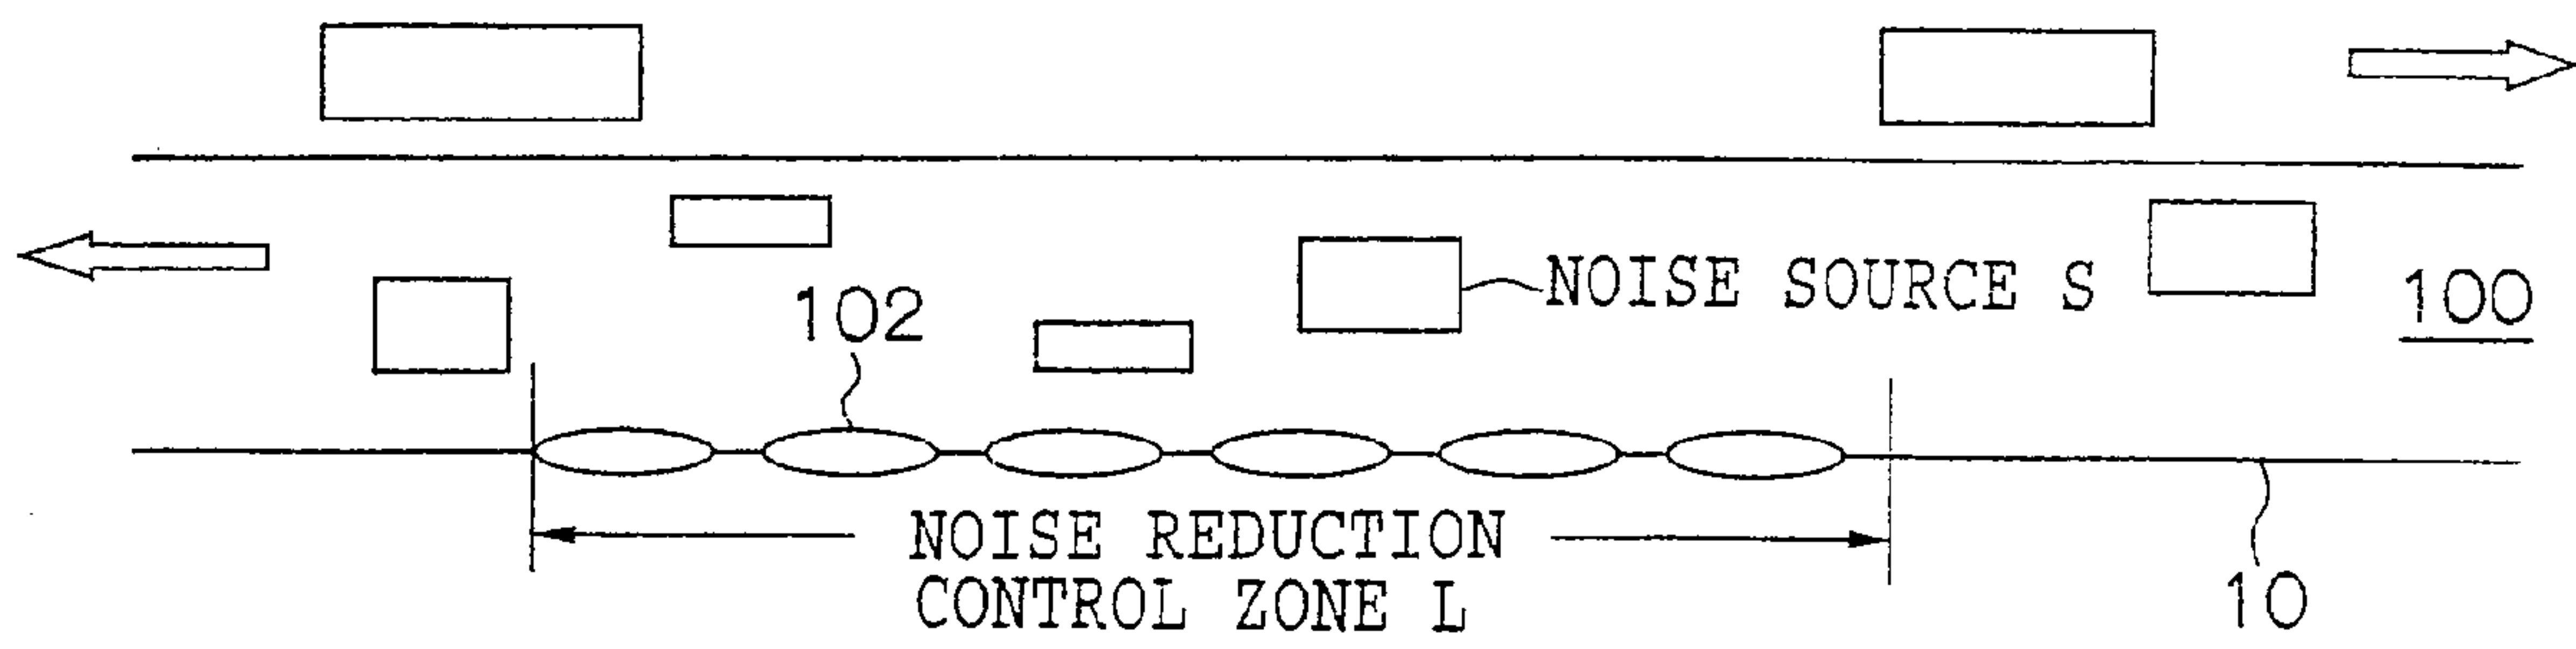 NOISE SOURCE S
100
102
NOISE REDUCTION
CONTROL ZONE L
10